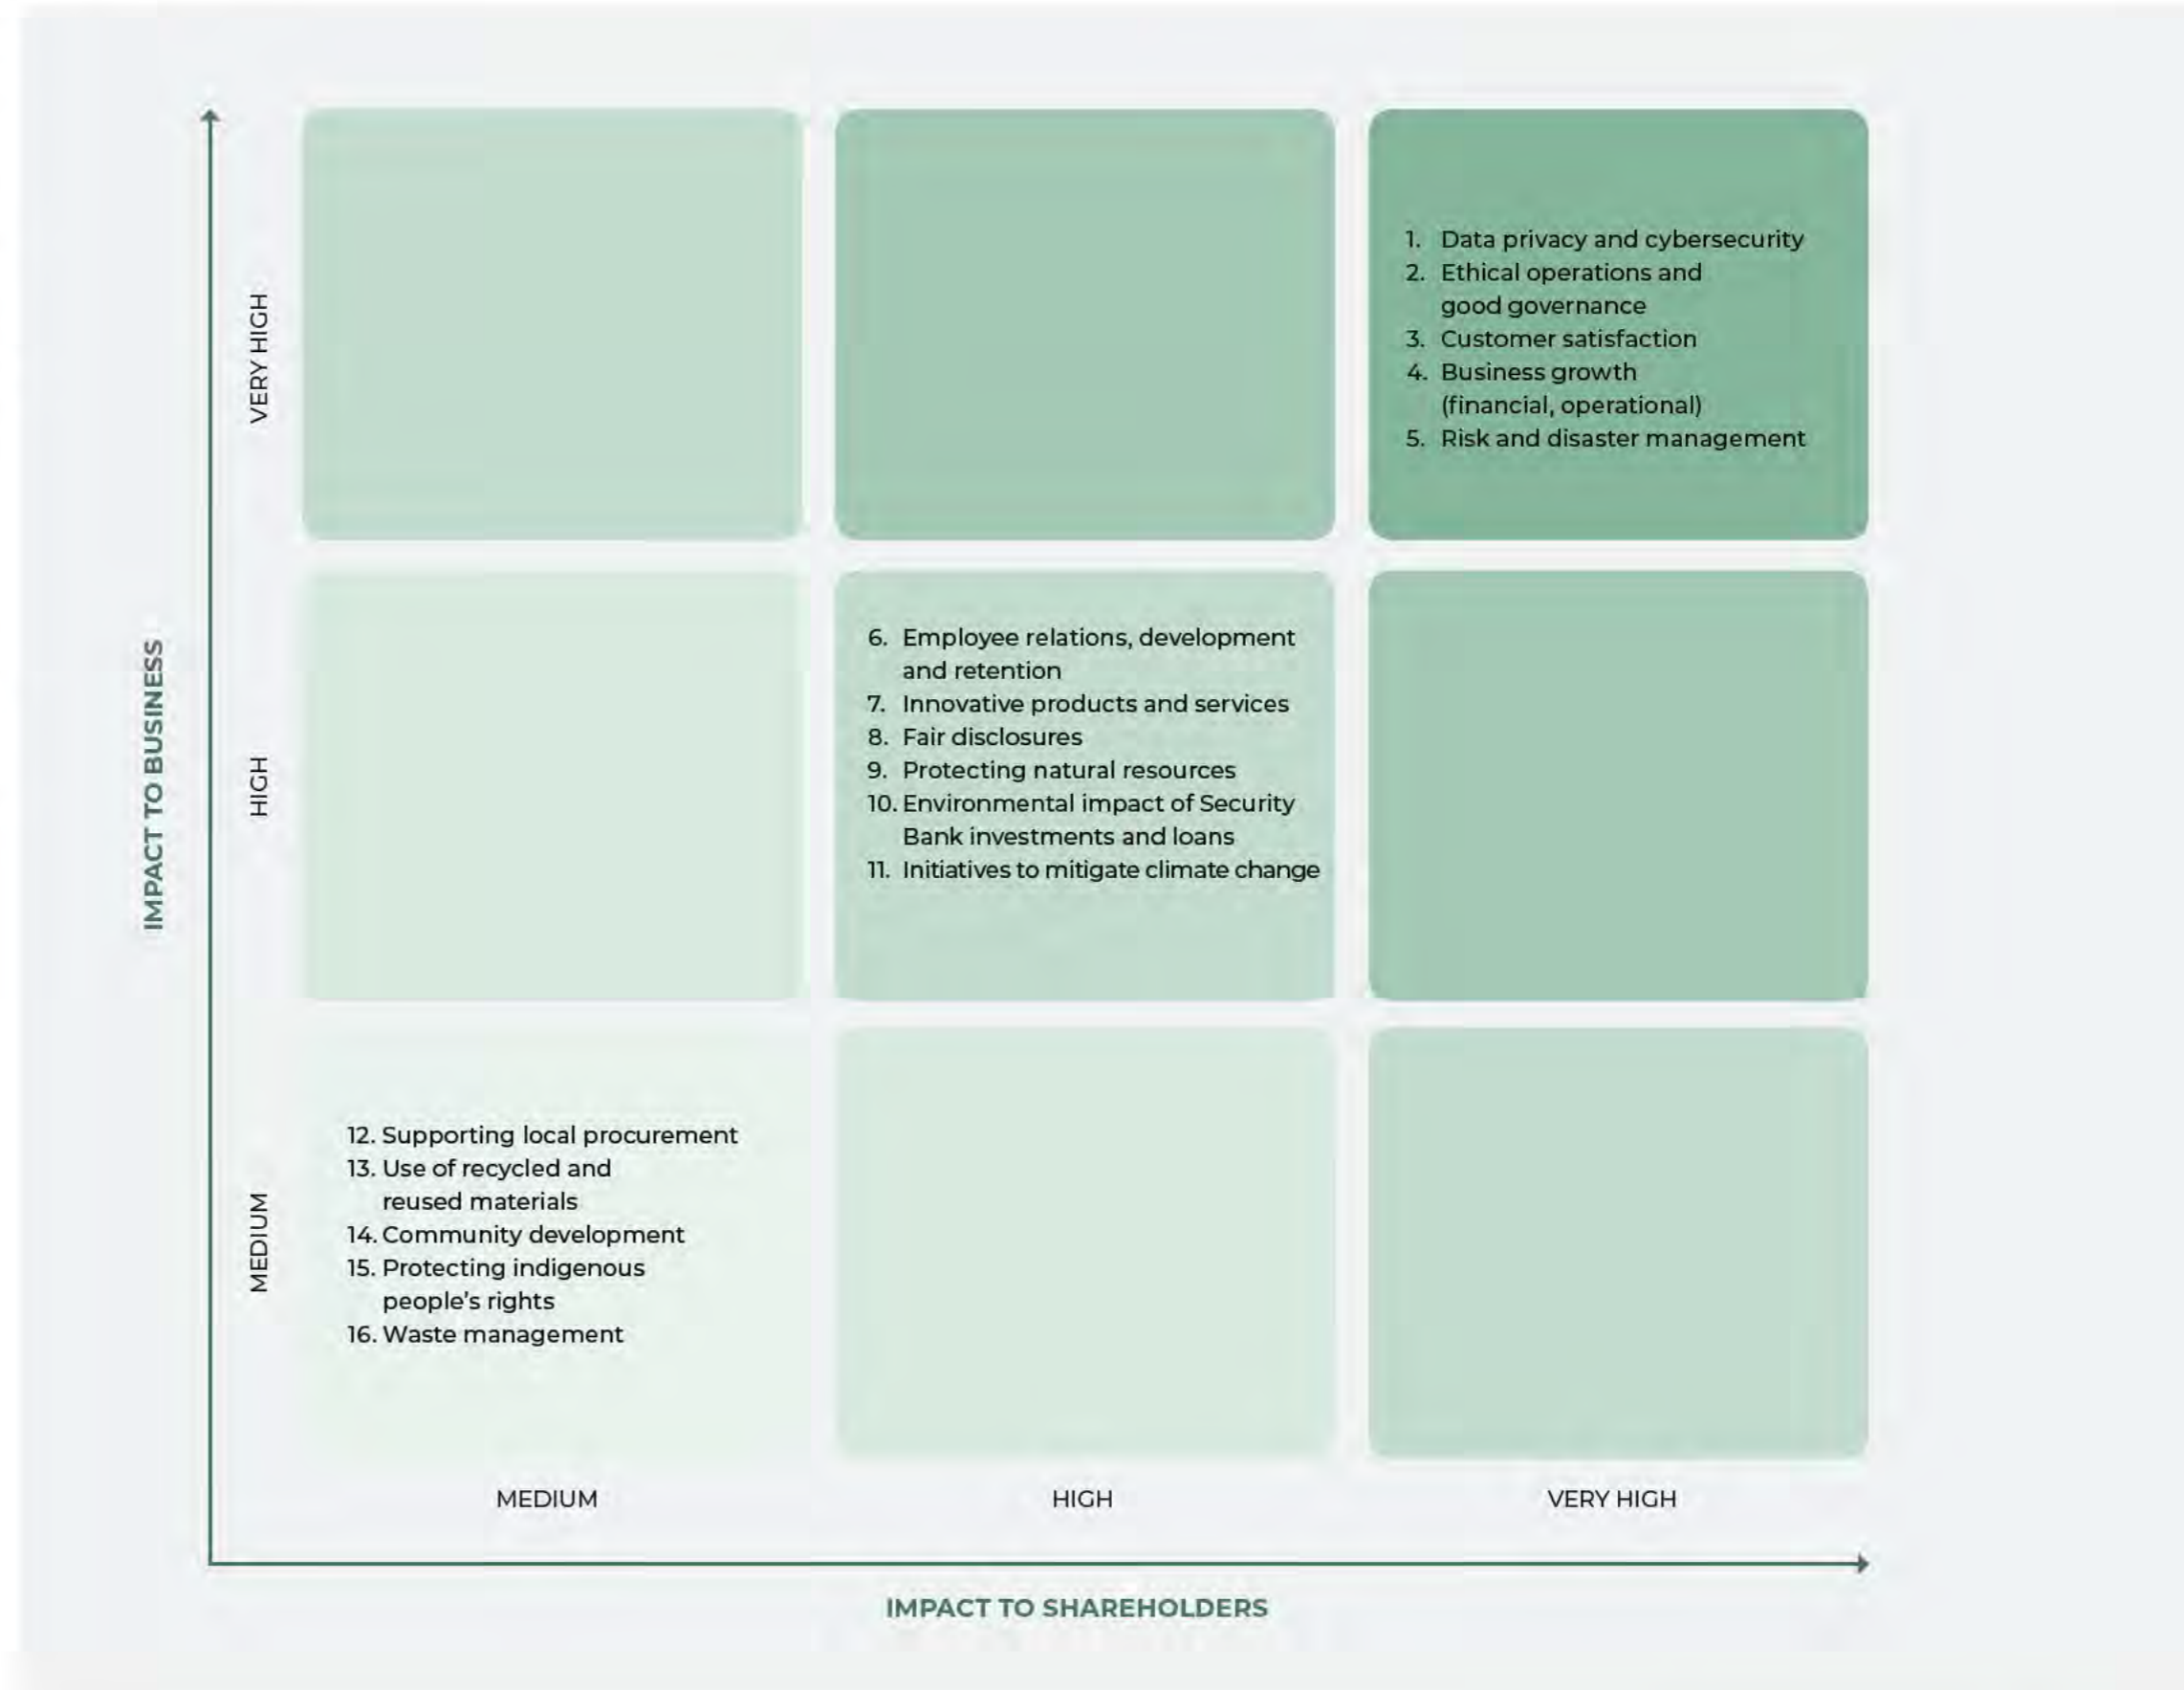 VERY HIGH
1. Data privacy and cybersecurity
2. Ethical operations and
good governance
3. Customer satisfaction
4. Business growth
(financial, operational)
5. Risk and disaster management
IMPACT TO BUSINESS
HIGH
6. Employee relations, development
and retention
7. Innovative products and services
8. Fair disclosures
9. Protecting natural resources
10. Environmental impact of Security
Bank investments and loans
11. Initiatives to mitigate climate change
MEDIUM
12. Supporting local procurement
13. Use of recycled and
reused materials
14. Community development
15. Protecting indigenous
people's rights
16. Waste management
MEDIUM
HIGH
VERY HIGH
IMPACT TO SHAREHOLDERS